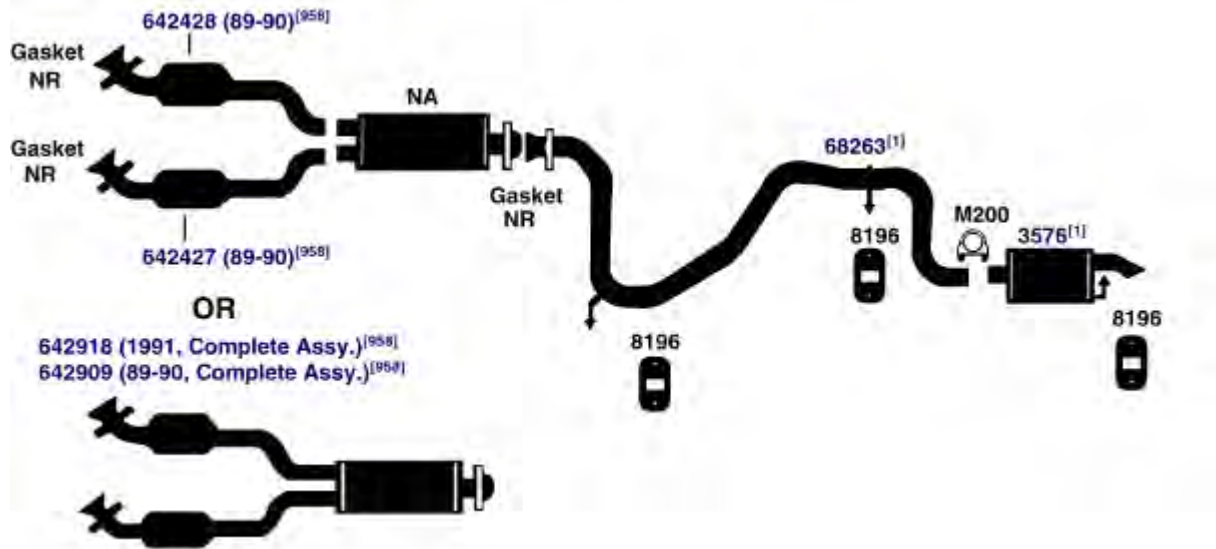 642428 (89-90)[958]
Gasket
NR
NA
Gasket
NR
68263[1]
Gasket
NR
M200
8196
3576[1]
642427 (89-90)[958]
OR
8196
8196
642918 (1991, Complete Assy.)[958]
642909 (89-90, Complete Assy.)[958]